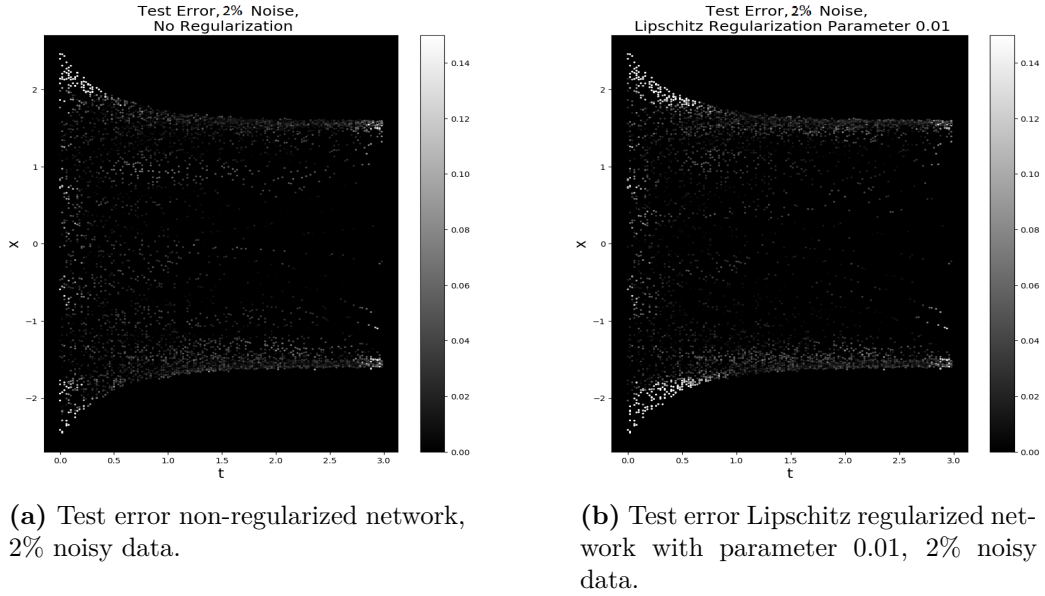 Test Error, 2% Noise,
No Regularization
2
1
0
−1
−2
x
0.0 0.5 1.0 1.5 2.0 2.5 3.0
t
0.14
0.12
0.10
0.08
0.06
0.04
0.02
0.00
(a) Test error non-regularized network,
2% noisy data.
Test Error, 2% Noise,
Lipschitz Regularization Parameter 0.01
2
1
0
−1
−2
x
0.0 0.5 1.0 1.5 2.0 2.5 3.0
t
0.14
0.12
0.10
0.08
0.06
0.04
0.02
0.00
(b) Test error Lipschitz regularized net-
work with parameter 0.01, 2% noisy
data.